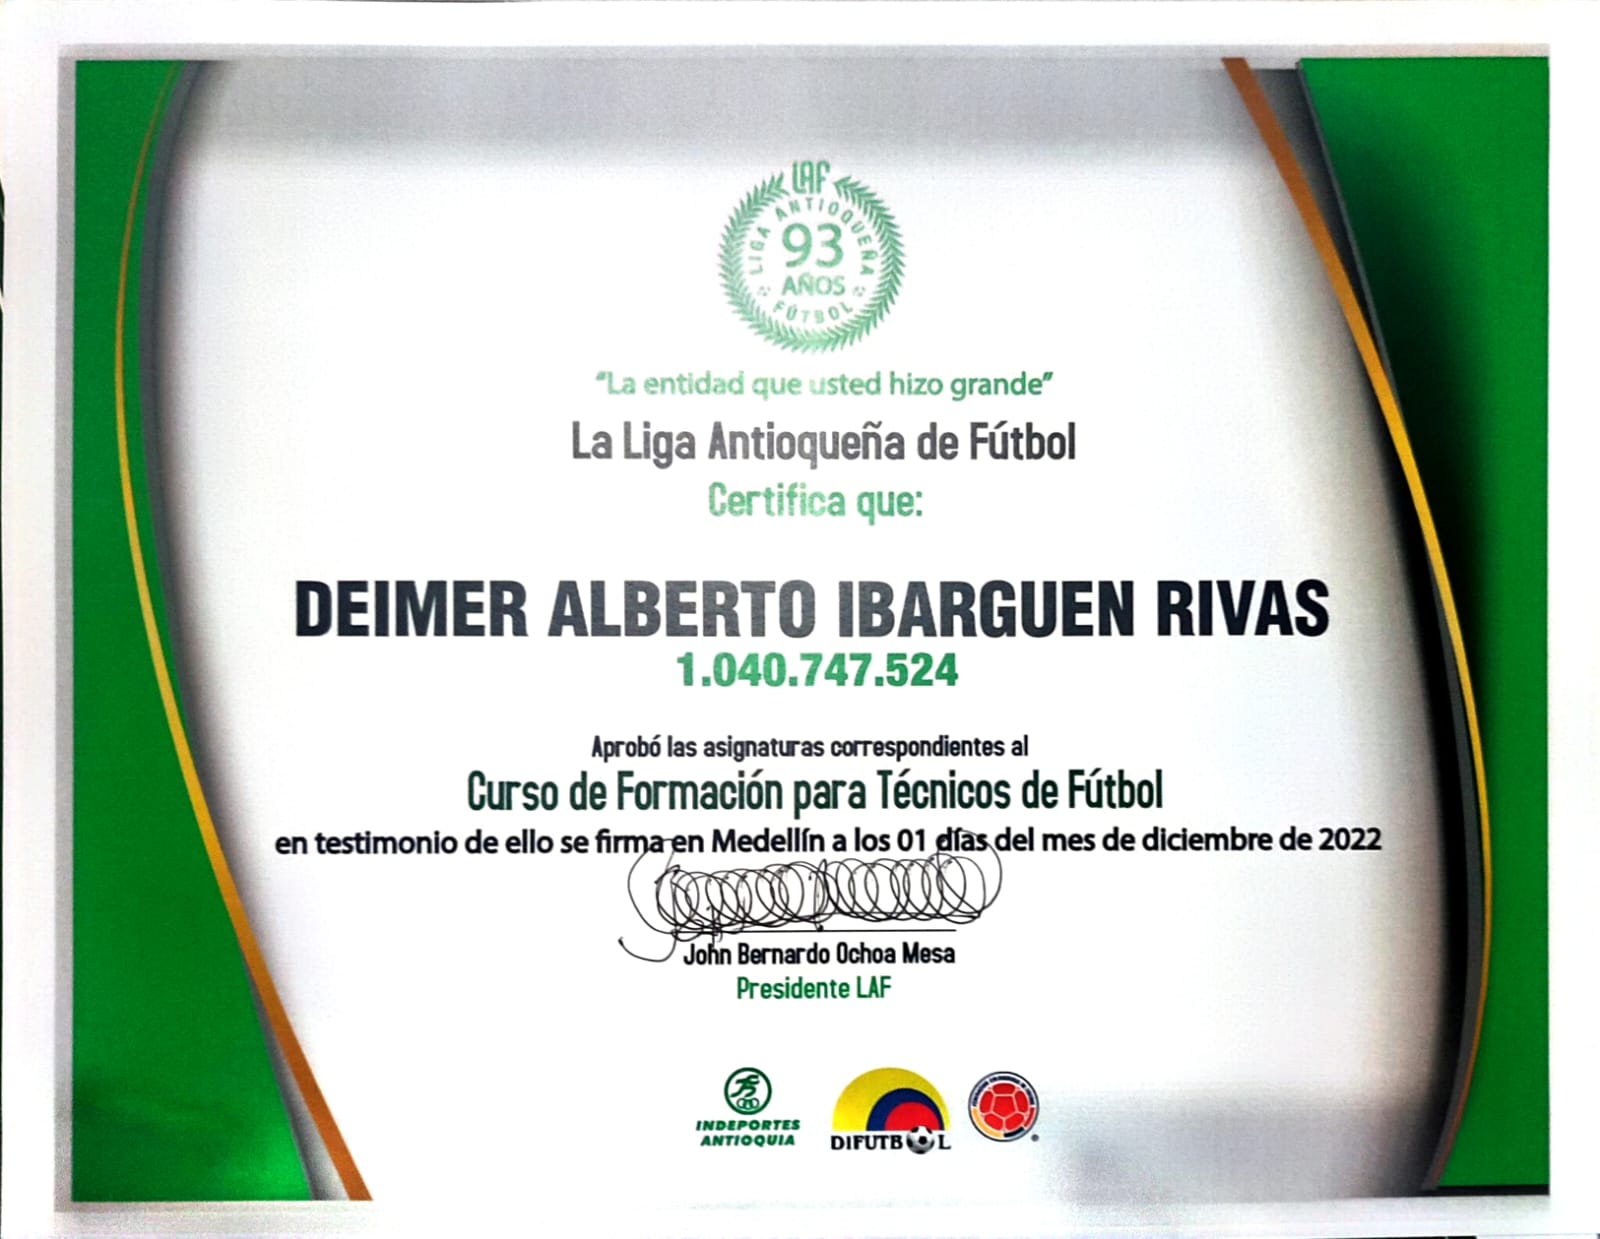 LAF
LIGA ANTIOQUEÑA
93
AÑOS
FÚTBOL
“La entidad que usted hizo grande”
La Liga Antioqueña de Fútbol
Certifica que:
DEIMER ALBERTO IBARGUEN RIVAS
1.040.747.524
Aprobó las asignaturas correspondientes al
Curso de Formación para Técnicos de Fútbol
en testimonio de ello se firma en Medellín a los 01 días del mes de diciembre de 2022
John Bernardo Ochoa Mesa
Presidente LAF
INDEPORTES
ANTIOQUIA
DIFUTBOL